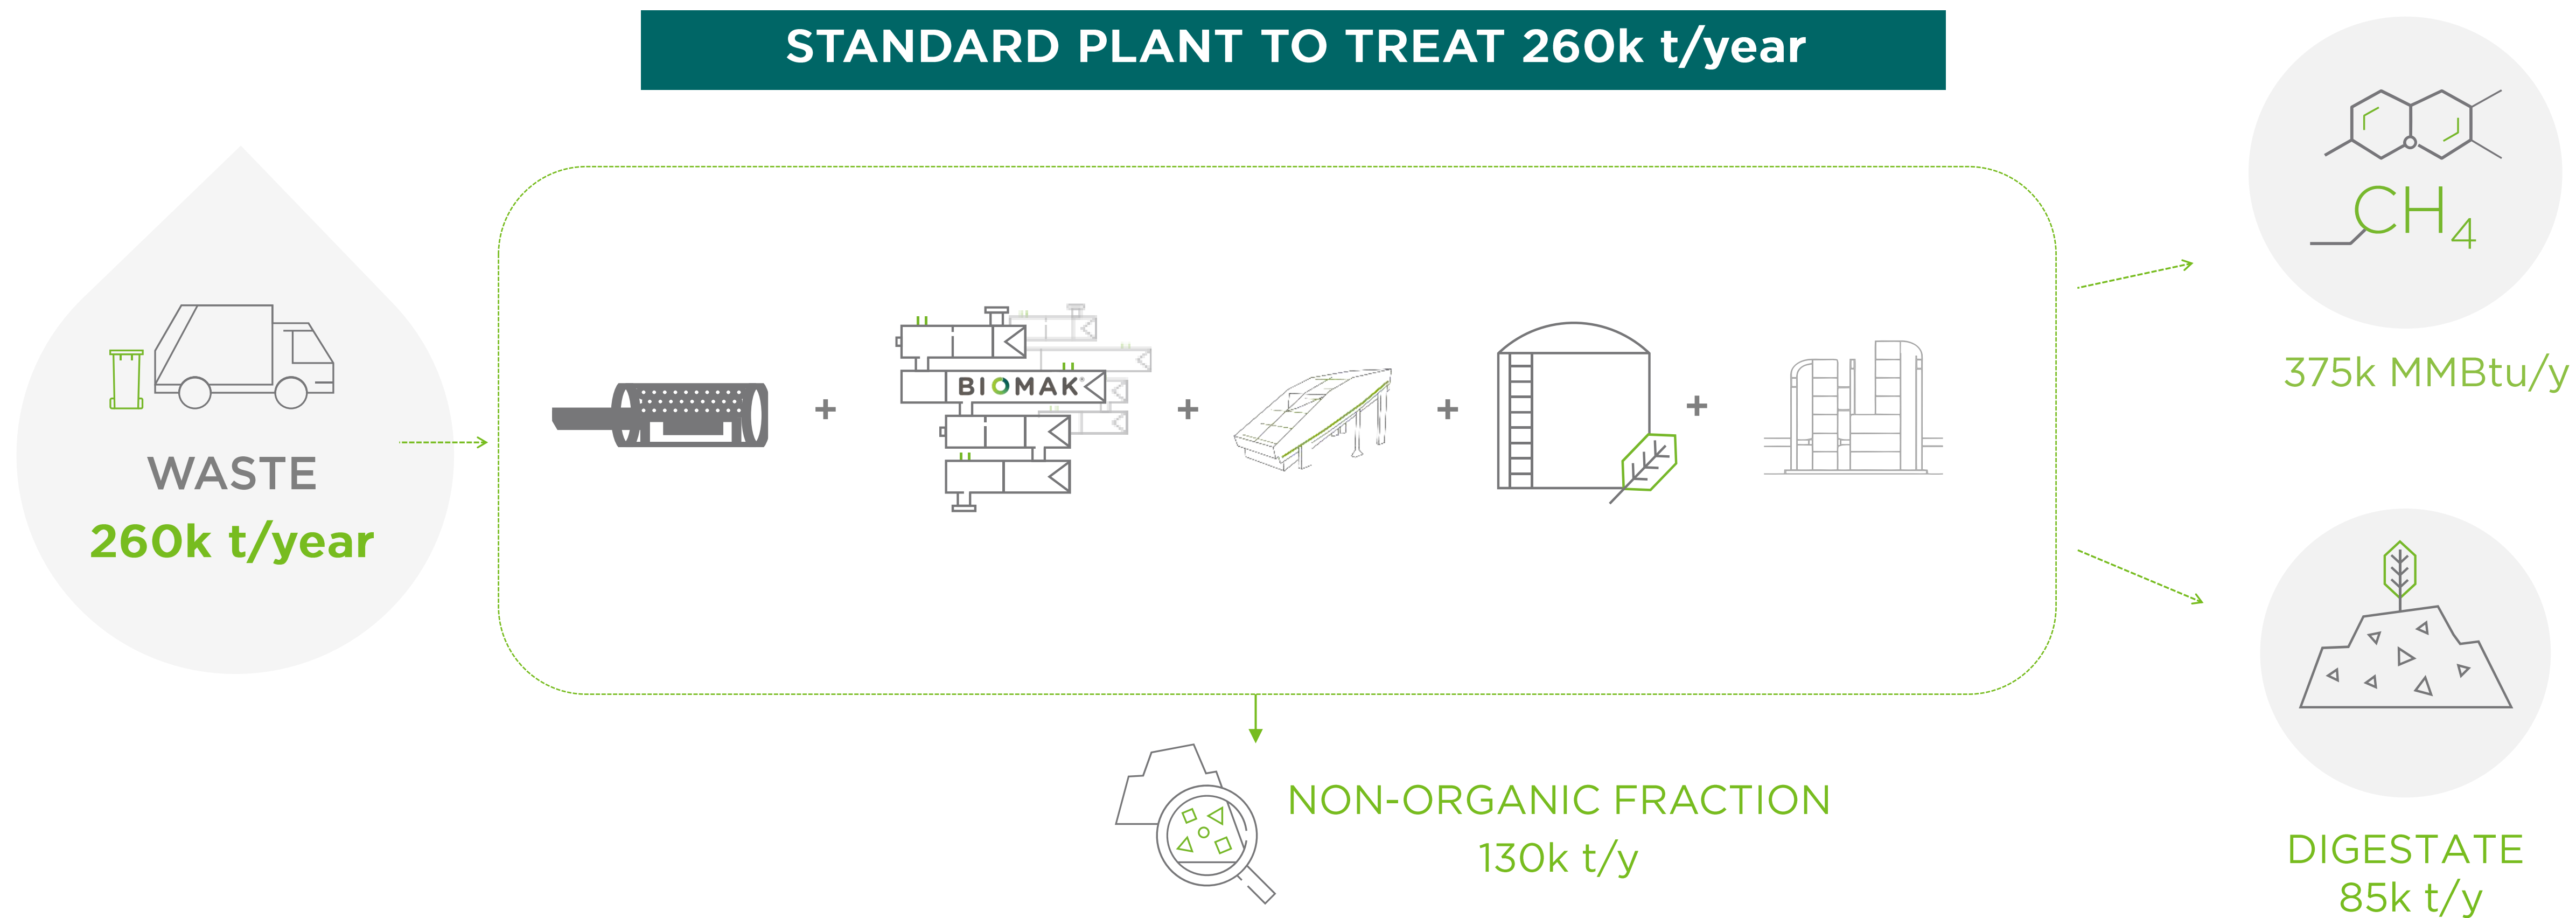 STANDARD PLANT TO TREAT 260k t/year
WASTE
260k t/year
+
BIOMAK®
+
+
+
CH4
375k MMBtu/y
NON-ORGANIC FRACTION
130k t/y
DIGESTATE
85k t/y